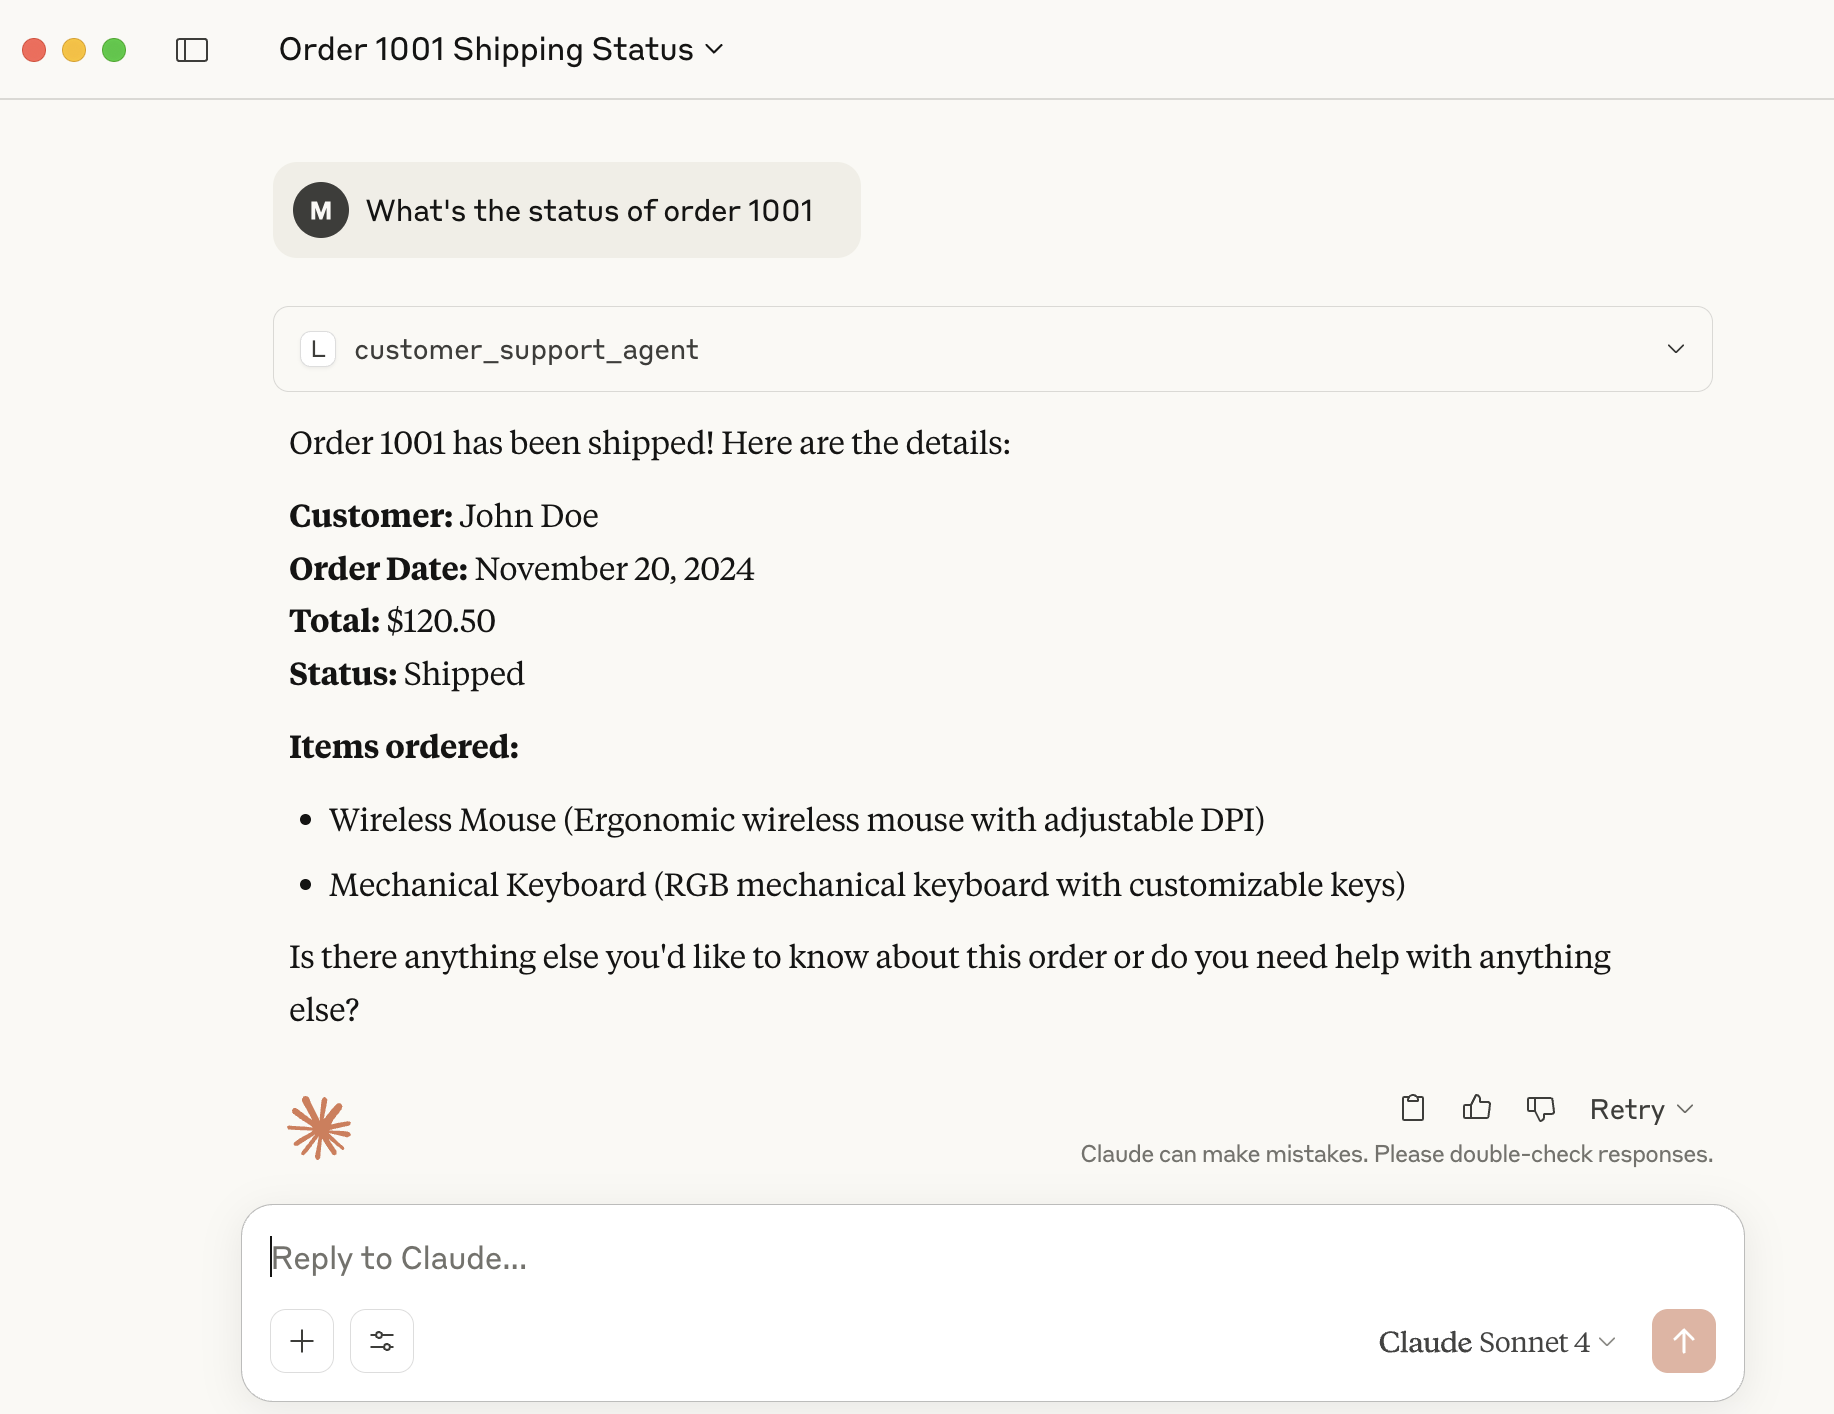 Order 1001 Shipping Status
M
What's the status of order 1001
L
customer_support_agent
Order 1001 has been shipped! Here are the details:
Customer: John Doe
Order Date: November 20, 2024
Total: $120.50
Status: Shipped
Items ordered:
• Wireless Mouse (Ergonomic wireless mouse with adjustable DPI)
• Mechanical Keyboard (RGB mechanical keyboard with customizable keys)
Is there anything else you'd like to know about this order or do you need help with anything
else?
Retry
Claude can make mistakes. Please double-check responses.
Reply to Claude...
Claude Sonnet 4